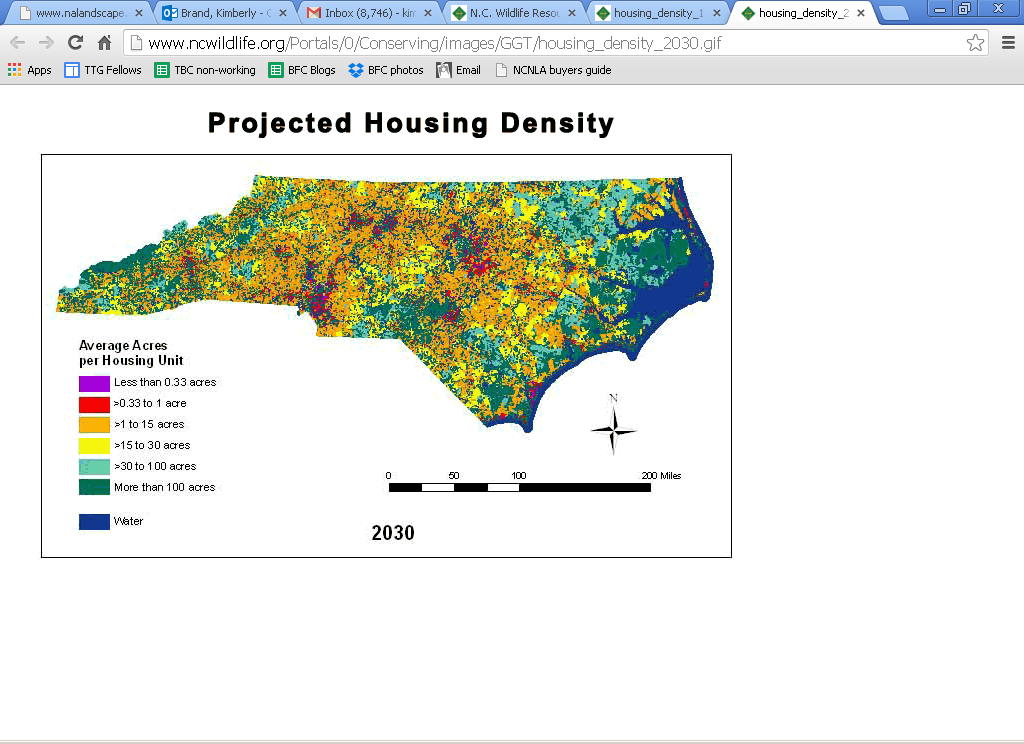 www.nalandscape.
Brand, Kimberly - C
Inbox (8,746) - kim
N.C. Wildlife Resou
housing_density_1
housing_density_2
www.ncwildlife.org/Portals/0/Conserving/images/GGT/housing_density_2030.gif
Apps
TTG Fellows
TBC non-working
BFC Blogs
BFC photos
Email
NCNLA buyers guide
Projected Housing Density
Average Acres
per Housing Unit
Less than 0.33 acres
>0.33 to 1 acre
>1 to 15 acres
>15 to 30 acres
>30 to 100 acres
More than 100 acres
Water
N
0 50 100 200 Miles
2030